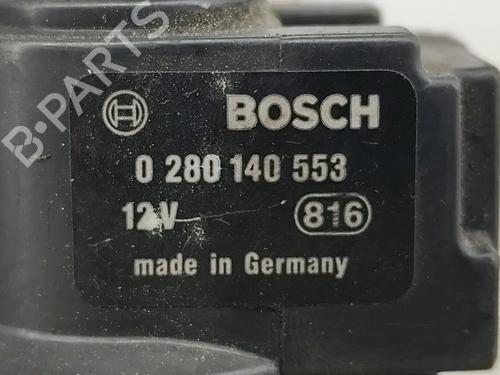 B-PARTS
BOSCH
0 280 140 553
12V 816
made in Germany